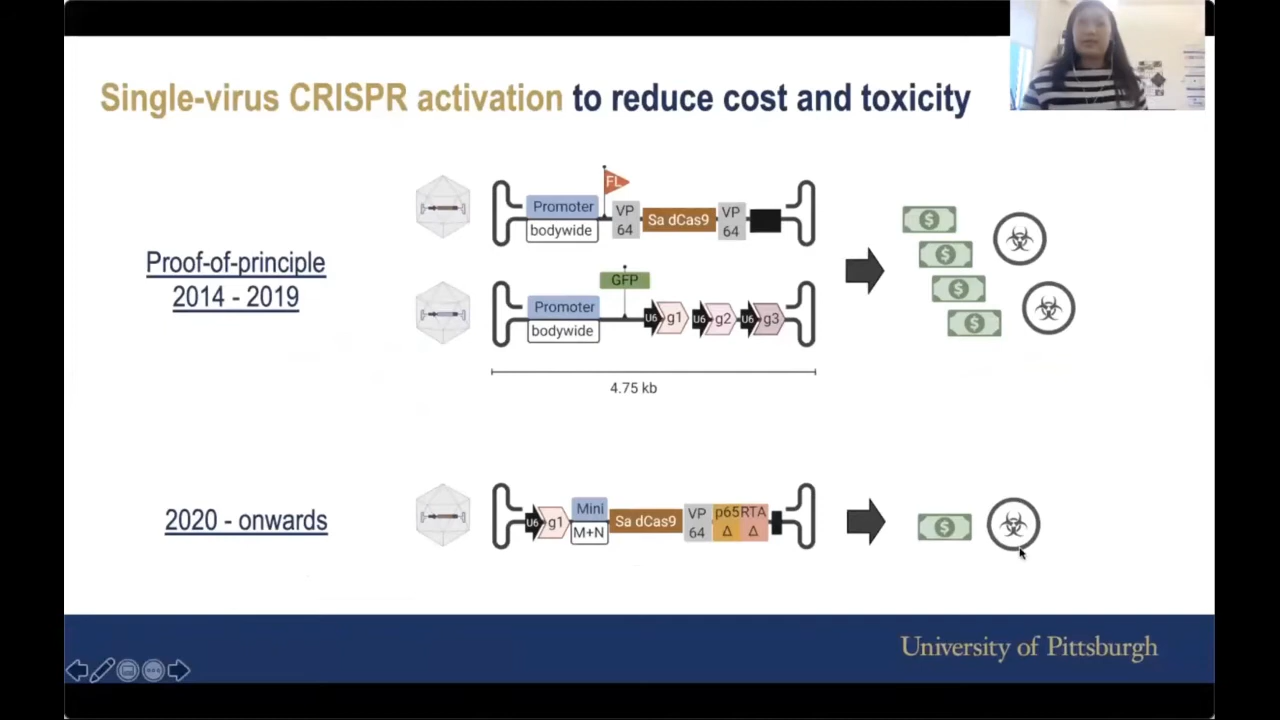 Single-virus CRISPR activation to reduce cost and toxicity
Proof-of-principle
2014 - 2019
FL
Promoter
bodywide
VP
64
Sa dCas9
VP
64
GFP
Promoter
bodywide
U6 g1 U6 g2 U6 g3
4.75 kb
$
$
$
$
2020 - onwards
U6 g1
Mini
M+N
Sa dCas9
VP
64
p65
Δ
RTA
Δ
$
University of Pittsburgh